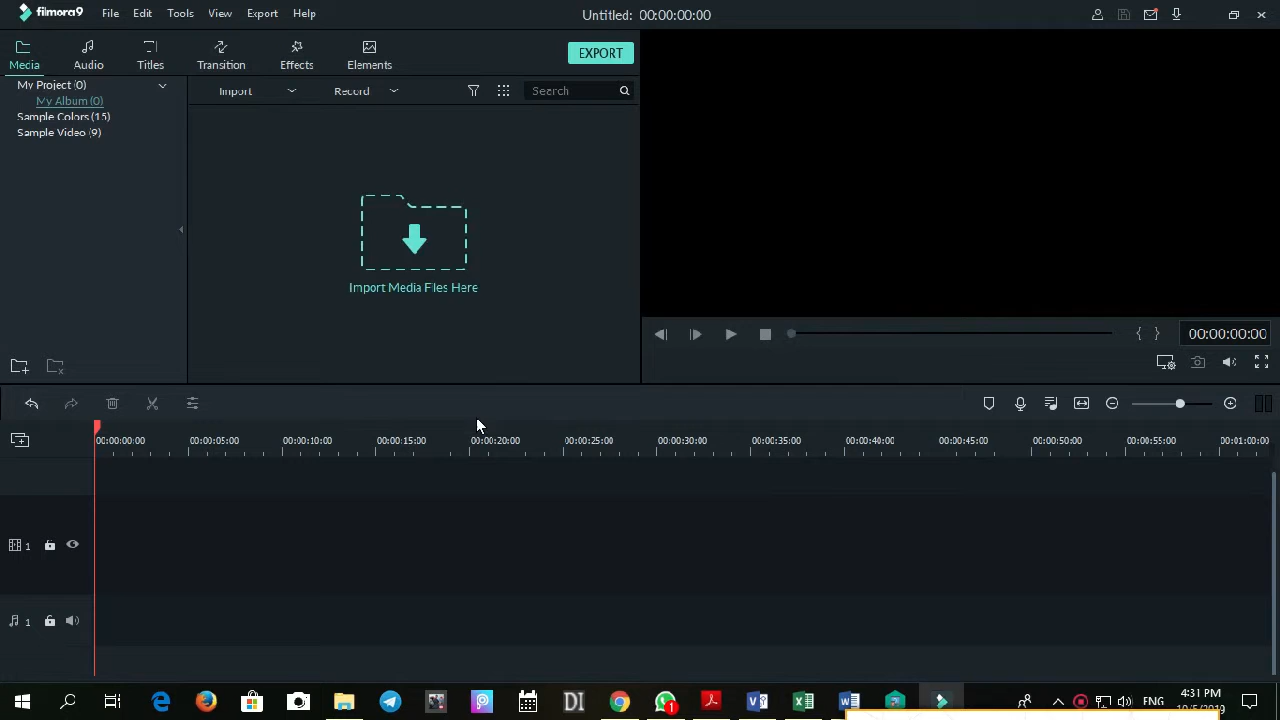 filmora9 File Edit Tools View Export Help Untitled: 00:00:00:00
Media Audio Titles Transition Effects Elements EXPORT
My Project (0)
My Album (0)
Sample Colors (15)
Sample Video (9)
Import Record Search
Import Media Files Here
{ } 00:00:00:00
00:00:00:00 00:00:05:00 00:00:10:00 00:00:15:00 00:00:20:00 00:00:25:00 00:00:30:00 00:00:35:00 00:00:40:00 00:00:45:00 00:00:50:00 00:00:55:00 00:01:00:00
1
1
DI 1 ENG 4:31 PM